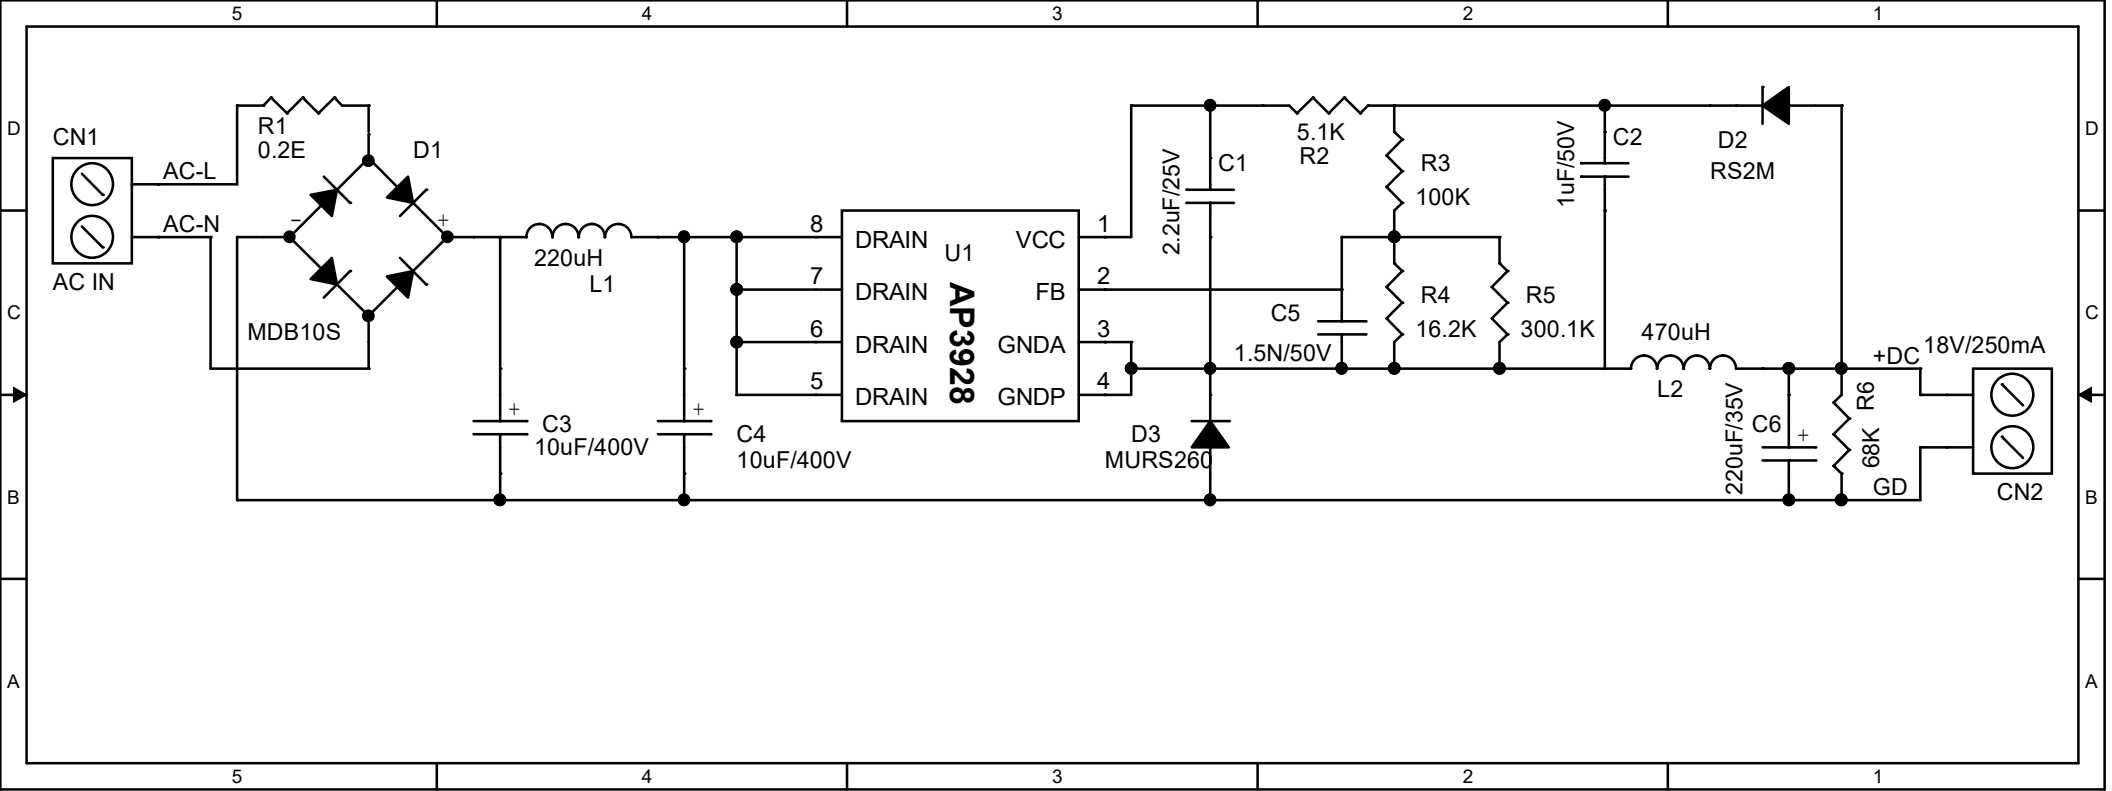 5 4 3 2 1
D
D
CN1
AC-L
AC-N
AC IN
R1
0.2E
D1
−
+
MDB10S
220uH
L1
+
C3
10uF/400V
+
C4
10uF/400V
8 DRAIN
7 DRAIN
6 DRAIN
5 DRAIN
U1
AP3928
VCC 1
FB 2
GNDA 3
GNDP 4
2.2uF/25V
C1
5.1K
R2
R3
100K
1uF/50V
C2
D2
RS2M
C5
1.5N/50V
R4
16.2K
R5
300.1K
D3
MURS260
470uH
L2
+DC
18V/250mA
220uF/35V
C6
+
R6
68K
GD
CN2
C
C
B
B
A
A
5 4 3 2 1